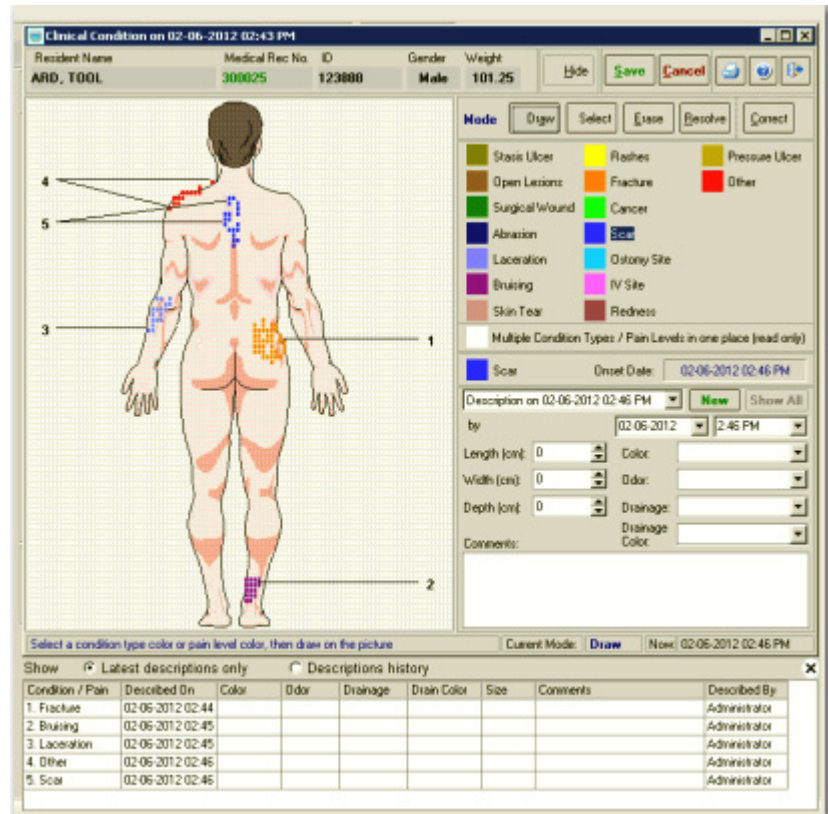 Clinical Condition on 02-06-2012 02:43 PM
Resident Name Medical Rec No. ID Gender Weight
ARD, TOOL 300025 123888 Male 101.25 Hide Save Cancel
Mode Draw Select Erase Resolve Correct
Stasis Ulcer Rashes Pressure Ulcer
Open Lesions Fracture Other
Surgical Wound Cancer
Abrasion Scar
Laceration Ostomy Site
Bruising IV Site
Skin Tear Redness
Multiple Condition Types / Pain Levels in one place (read only)
Scar Onset Date: 02-06-2012 02:46 PM
Description on 02-06-2012 02:46 PM New Show All
by 02-06-2012 2:46 PM
Length (cm): 0 Color:
Width (cm): 0 Odor:
Depth (cm): 0 Drainage:
Comments: Drainage Color:
4
5
3
1
2
Select a condition type color or pain level color, then draw on the picture Current Mode: Draw Now: 02-06-2012 02:46 PM
Show Latest descriptions only Descriptions history
Condition / Pain Described On Color Odor Drainage Drain Color Size Comments Described By
1. Fracture 02-06-2012 02:44 Administrator
2. Bruising 02-06-2012 02:45 Administrator
3. Laceration 02-06-2012 02:45 Administrator
4. Other 02-06-2012 02:46 Administrator
5. Scar 02-06-2012 02:46 Administrator